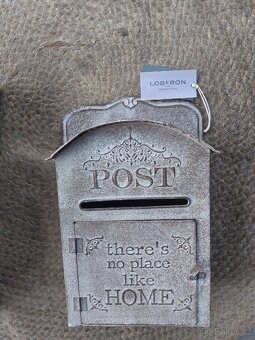 LOBERON
POST
there's
no place
like
HOME